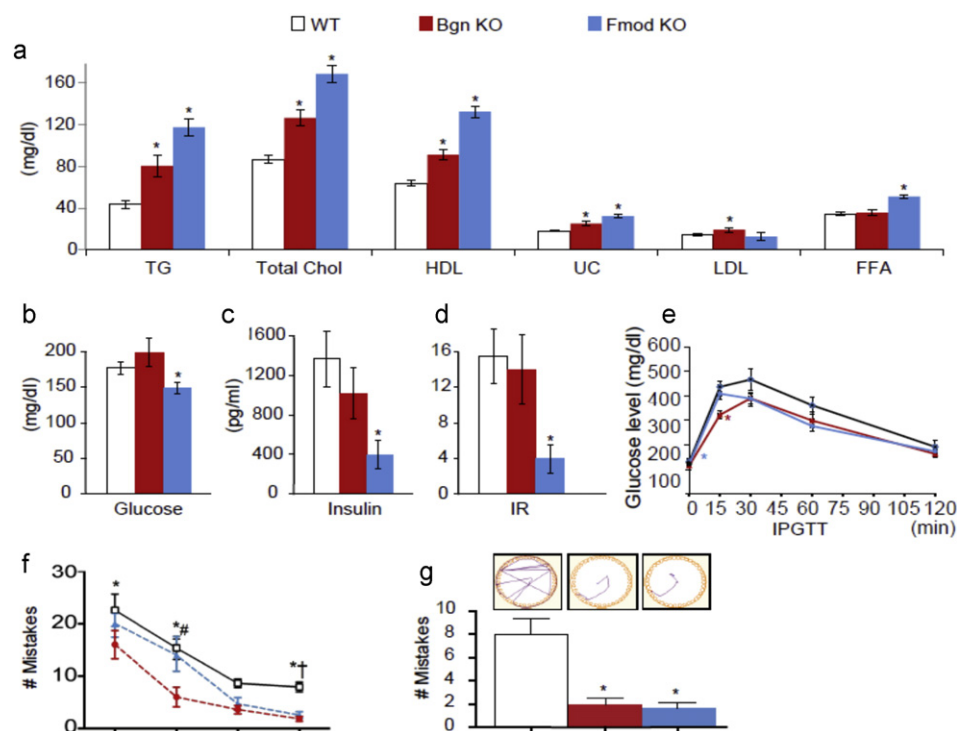 WT Bgn KO Fmod KO
a
(mg/dl)
160
120
80
40
0
* * * * * * * * * *
TG Total Chol HDL UC LDL FFA
b
(mg/dl)
200
150
100
50
0
*
Glucose
c
(pg/ml)
1600
1200
800
400
0
*
Insulin
d
16
12
8
4
0
*
IR
e
Glucose level (mg/dl)
500
400
300
200
200
100
* *
0 15 30 45 60 75 90 105 120
IPGTT (min)
f
# Mistakes
30
20
10
0
* *# *†
g
# Mistakes
10
8
6
4
2
0
* *